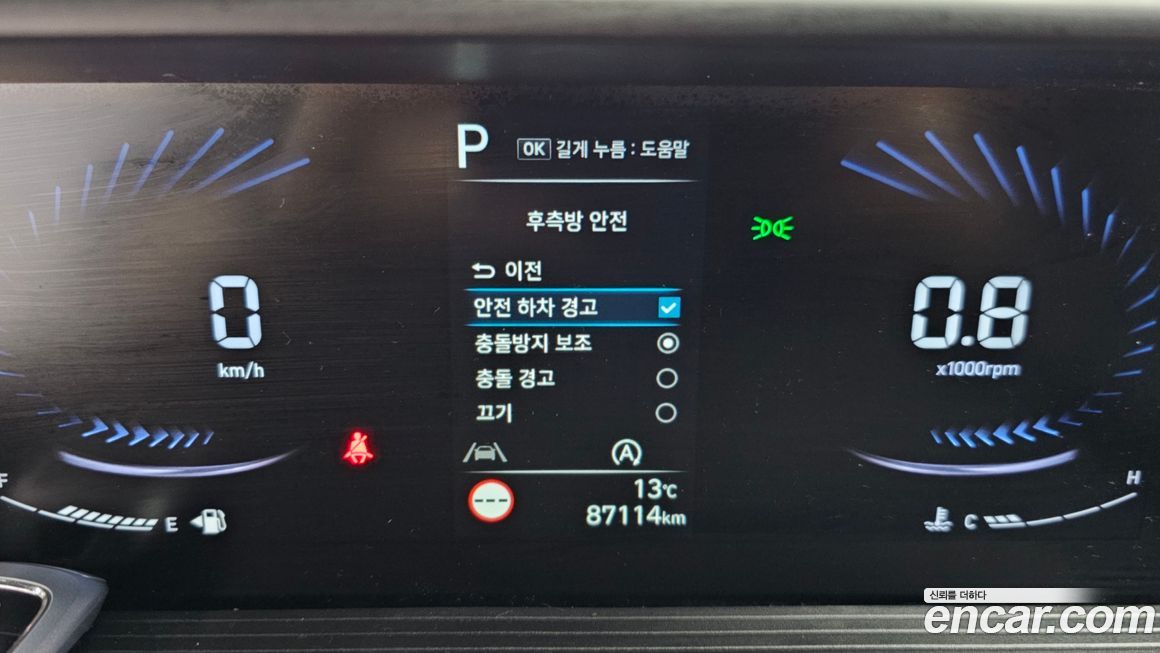 P
OK 길게 누름 : 도움말
후측방 안전
이전
안전 하차 경고
충돌방지 보조
충돌 경고
끄기
A
0
km/h
0.8
x1000rpm
F
E
---
13℃
87114km
C
H
신뢰를 더하다
encar.com